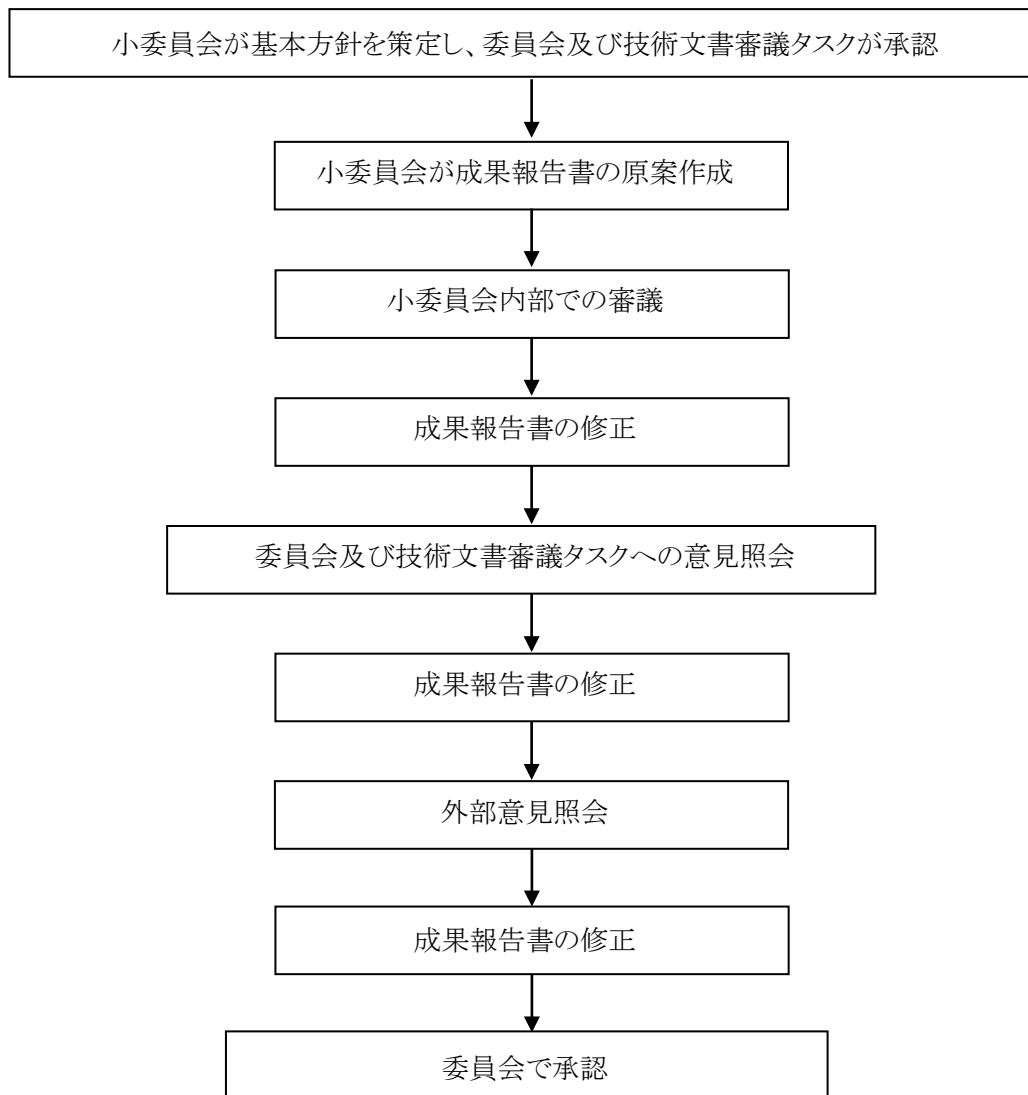 小委員会が基本方針を策定し、委員会及び技術文書審議タスクが承認
小委員会が成果報告書の原案作成
小委員会内部での審議
成果報告書の修正
委員会及び技術文書審議タスクへの意見照会
成果報告書の修正
外部意見照会
成果報告書の修正
委員会で承認